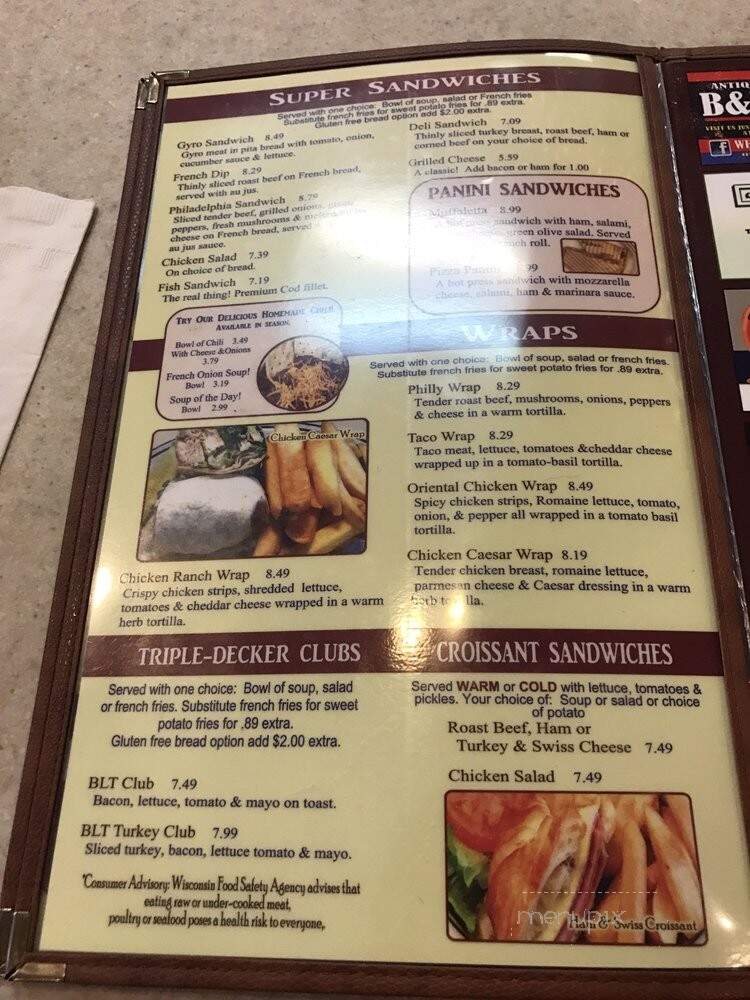 SUPER SANDWICHES
Served with one choice: Bowl of soup, salad or French fries
Substitute french fries for sweet potato fries for .89 extra.
Gluten free bread option add $2.00 extra.
Gyro Sandwich 8.49
Gyro meat in pita bread with tomato, onion,
cucumber sauce & lettuce.
French Dip 8.29
Thinly sliced roast beef on French bread,
served with au jus.
Philadelphia Sandwich 8.79
Sliced tender beef, grilled onions, green
peppers, fresh mushrooms &
cheese on French bread, served
au jus sauce.
Chicken Salad 7.39
On choice of bread.
Fish Sandwich 7.19
The real thing! Premium Cod fillet.
Deli Sandwich 7.09
Thinly sliced turkey breast, roast beef, ham or
corned beef on your choice of bread.
Grilled Cheese 5.59
A classic! Add bacon or ham for 1.00
PANINI SANDWICHES
Muffaletta 8.99
sandwich with ham, salami,
green olive salad. Served
roll.
Pizza Panini 99
A hot press sandwich with mozzarella
cheese, salami, ham & marinara sauce.
TRY OUR DELICIOUS HOMEMADE CHILI
AVAILABLE IN SEASON.
Bowl of Chili 3.49
With Cheese &Onions
3.79
French Onion Soup!
Bowl 3.19
Soup of the Day!
Bowl 2.99
WRAPS
Served with one choice: Bowl of soup, salad or french fries.
Substitute french fries for sweet potato fries for .89 extra.
Philly Wrap 8.29
Tender roast beef, mushrooms, onions, peppers
& cheese in a warm tortilla.
Taco Wrap 8.29
Taco meat, lettuce, tomatoes &cheddar cheese
wrapped up in a tomato-basil tortilla.
Oriental Chicken Wrap 8.49
Spicy chicken strips, Romaine lettuce, tomato,
onion, & pepper all wrapped in a tomato basil
tortilla.
Chicken Caesar Wrap 8.19
Tender chicken breast, romaine lettuce,
parmesan cheese & Caesar dressing in a warm
herb tortilla.
Chicken Caesar Wrap
Chicken Ranch Wrap 8.49
Crispy chicken strips, shredded lettuce,
tomatoes & cheddar cheese wrapped in a warm
herb tortilla.
TRIPLE-DECKER CLUBS
Served with one choice: Bowl of soup, salad
or french fries. Substitute french fries for sweet
potato fries for .89 extra.
Gluten free bread option add $2.00 extra.
BLT Club 7.49
Bacon, lettuce, tomato & mayo on toast.
BLT Turkey Club 7.99
Sliced turkey, bacon, lettuce tomato & mayo.
*Consumer Advisory: Wisconsin Food Safety Agency advises that
eating raw or under-cooked meat,
poultry or seafood poses a health risk to everyone,
CROISSANT SANDWICHES
Served WARM or COLD with lettuce, tomatoes &
pickles. Your choice of: Soup or salad or choice
of potato
Roast Beef, Ham or
Turkey & Swiss Cheese 7.49
Chicken Salad 7.49
Ham & Swiss Croissant
menupix
ANTIQ
B&
VISIT US
f WE